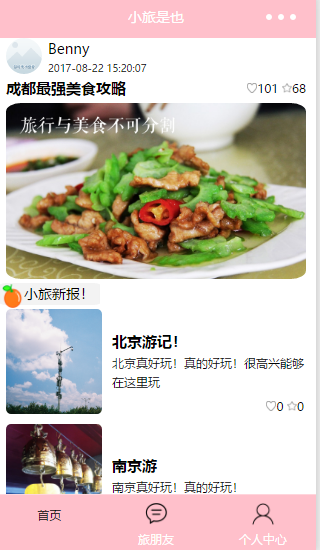 小旅是也
Benny
2017-08-22 15:20:07
成都最强美食攻略 ♡101 ☆68
旅行与美食不可分割
小旅新报！
北京游记！
北京真好玩！真的好玩！很高兴能够
在这里玩
♡0 ☆0
南京游
南京真好玩！真的好玩！
首页
旅朋友
个人中心